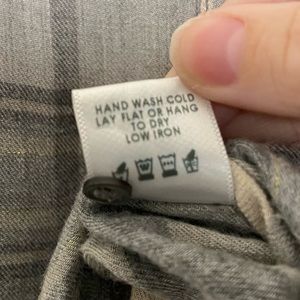 HAND WASH COLD
LAY FLAT OR HANG
TO DRY
LOW IRON